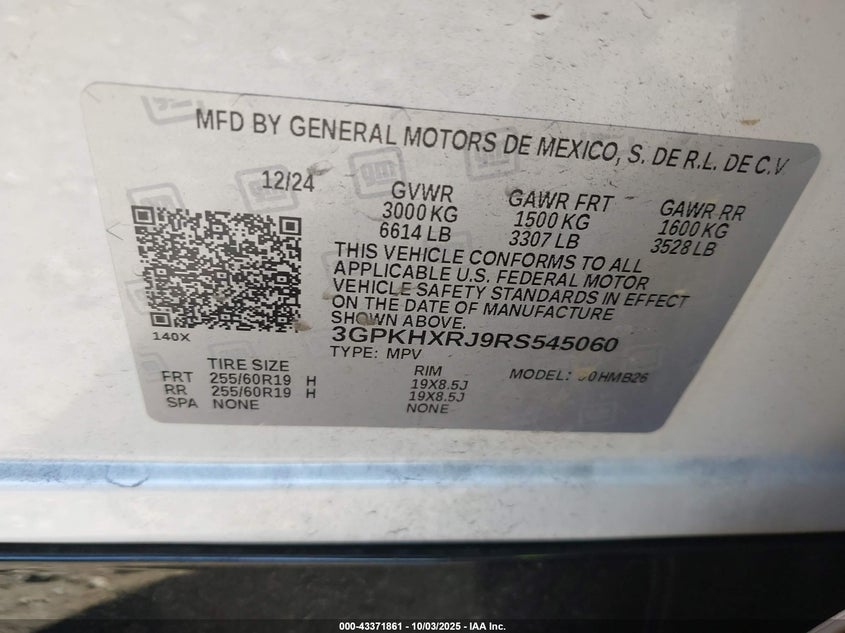 MFD BY GENERAL MOTORS DE MEXICO, S. DE R.L. DE C.V
12/24
GVWR
3000 KG
6614 LB
GAWR FRT
1500 KG
3307 LB
GAWR RR
1600 KG
3528 LB
THIS VEHICLE CONFORMS TO ALL
APPLICABLE U.S. FEDERAL MOTOR
VEHICLE SAFETY STANDARDS IN EFFECT
ON THE DATE OF MANUFACTURE
SHOWN ABOVE.
140X
3GPKHXRJ9RS545060
TYPE: MPV
TIRE SIZE
RIM
MODEL:
FRT 255/60R19 H 19X8.5J
RR 255/60R19 H 19X8.5J
SPA NONE NONE
000-43371861 - 10/03/2025 - IAA Inc.